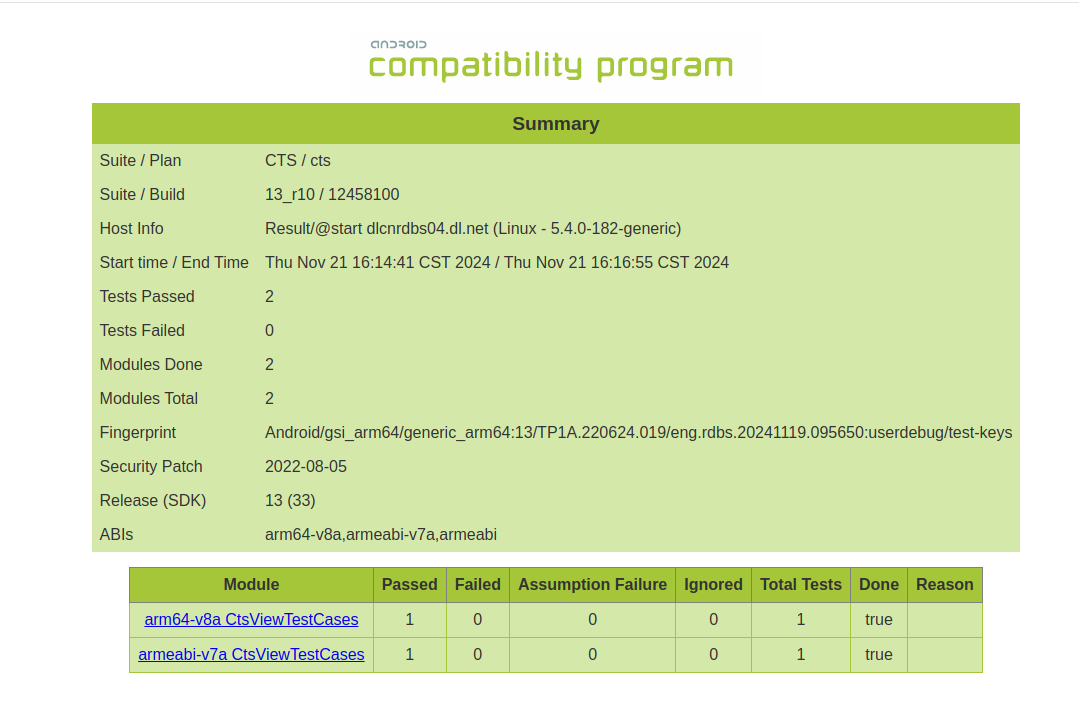 ANDROID
compatibility program
Summary
Suite / Plan CTS / cts
Suite / Build 13_r10 / 12458100
Host Info Result/@start dlcnrdbs04.dl.net (Linux - 5.4.0-182-generic)
Start time / End Time Thu Nov 21 16:14:41 CST 2024 / Thu Nov 21 16:16:55 CST 2024
Tests Passed 2
Tests Failed 0
Modules Done 2
Modules Total 2
Fingerprint Android/gsi_arm64/generic_arm64:13/TP1A.220624.019/eng.rdbs.20241119.095650:userdebug/test-keys
Security Patch 2022-08-05
Release (SDK) 13 (33)
ABIs arm64-v8a,armeabi-v7a,armeabi
Module Passed Failed Assumption Failure Ignored Total Tests Done Reason
arm64-v8a CtsViewTestCases 1 0 0 0 1 true
armeabi-v7a CtsViewTestCases 1 0 0 0 1 true